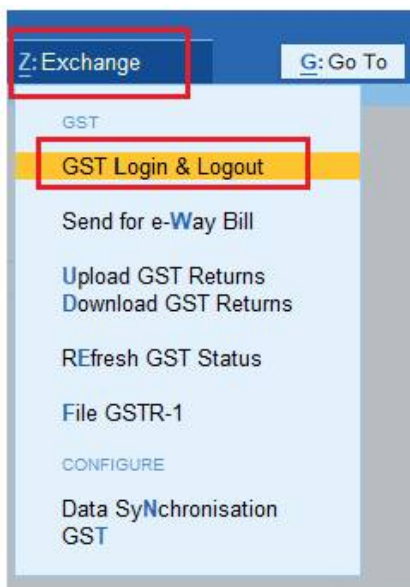 Z: Exchange
G: Go To
GST
GST Login & Logout
Send for e-Way Bill
Upload GST Returns
Download GST Returns
REfresh GST Status
File GSTR-1
CONFIGURE
Data SyNchronisation
GST